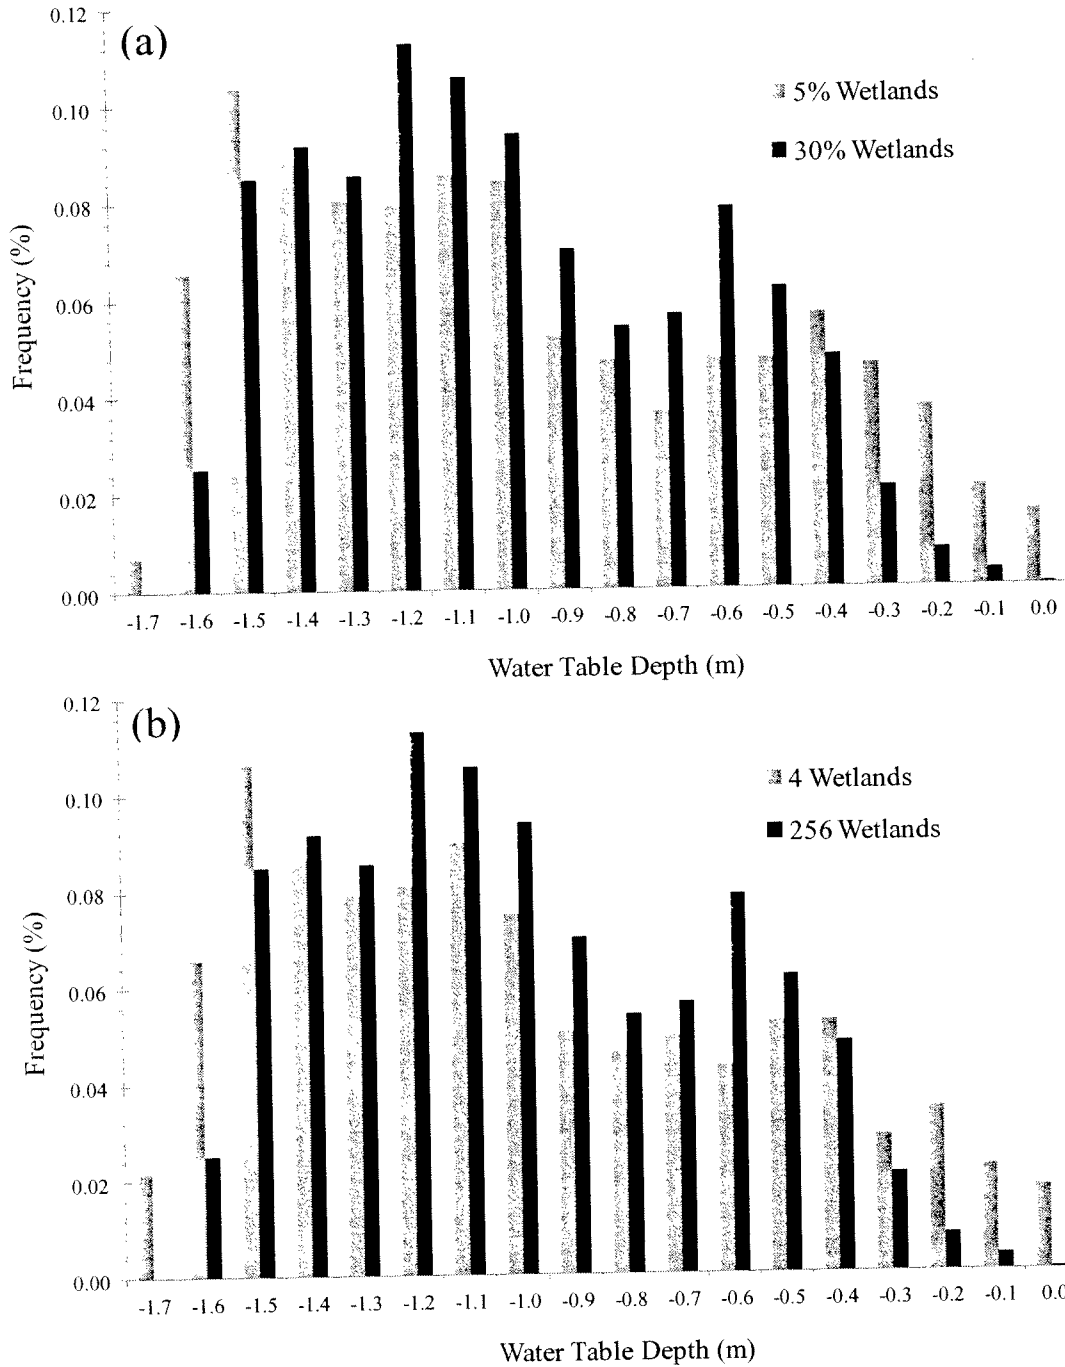 (a)
0.12
0.10
0.08
0.06
0.04
0.02
0.00
Frequency (%)
5% Wetlands
30% Wetlands
-1.7 -1.6 -1.5 -1.4 -1.3 -1.2 -1.1 -1.0 -0.9 -0.8 -0.7 -0.6 -0.5 -0.4 -0.3 -0.2 -0.1 0.0
Water Table Depth (m)
(b)
0.12
0.10
0.08
0.06
0.04
0.02
0.00
Frequency (%)
4 Wetlands
256 Wetlands
-1.7 -1.6 -1.5 -1.4 -1.3 -1.2 -1.1 -1.0 -0.9 -0.8 -0.7 -0.6 -0.5 -0.4 -0.3 -0.2 -0.1 0.0
Water Table Depth (m)